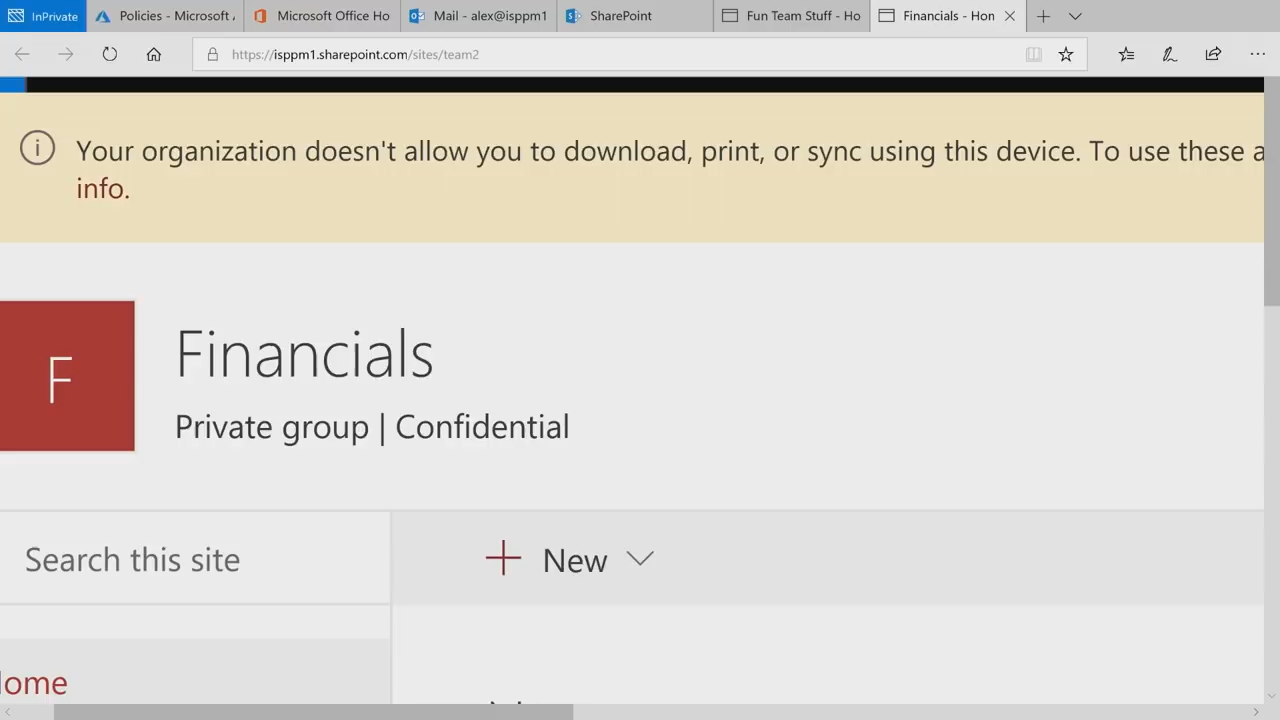 InPrivate
Policies - Microsoft
Microsoft Office Ho
Mail - alex@isppm1
SharePoint
Fun Team Stuff - Ho
Financials - Hon
https://isppm1.sharepoint.com/sites/team2
Your organization doesn't allow you to download, print, or sync using this device. To use these a
info.
F
Financials
Private group | Confidential
Search this site
New
Home